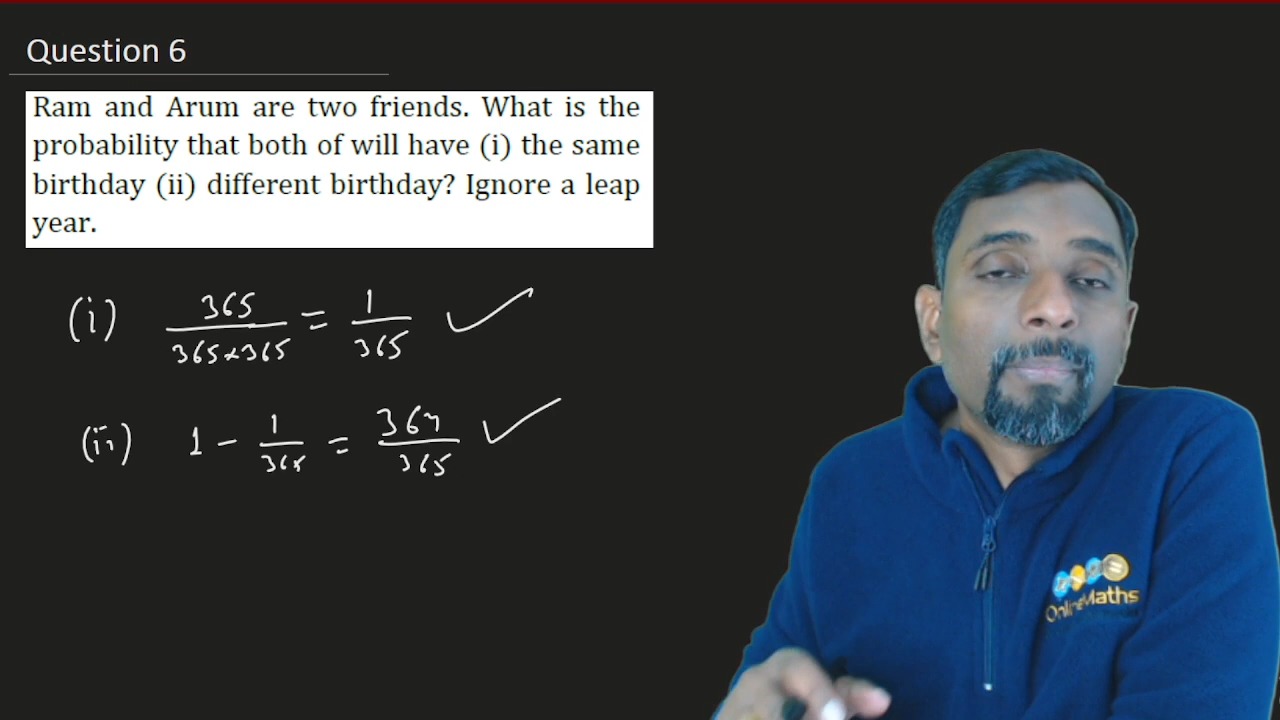 Question 6
Ram and Arum are two friends. What is the
probability that both of will have (i) the same
birthday (ii) different birthday? Ignore a leap
year.
(i) 365/365×365 = 1/365 ✓
(ii) 1 - 1/365 = 364/365 ✓
OnlineMaths